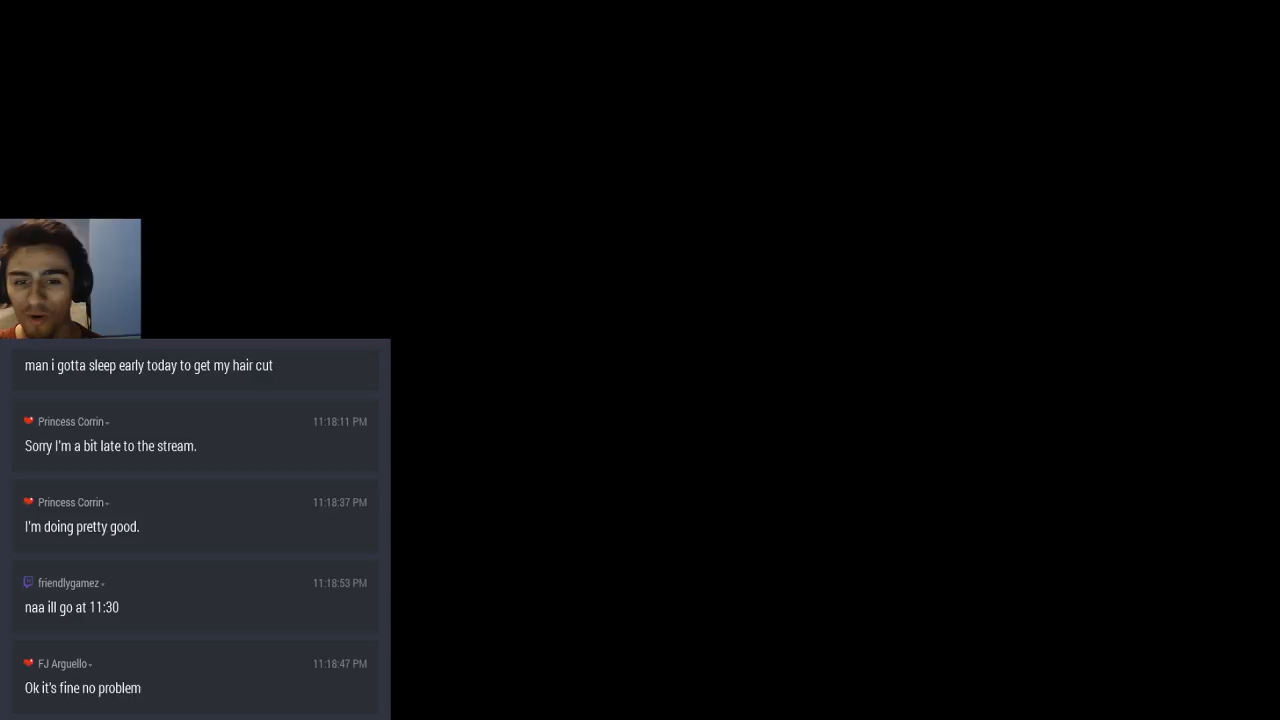 man i gotta sleep early today to get my hair cut
Princess Corrin
11:18:11 PM
Sorry I'm a bit late to the stream.
Princess Corrin
11:18:37 PM
I'm doing pretty good.
friendlygamez
11:18:53 PM
naa ill go at 11:30
FJ Arguello
11:18:47 PM
Ok it's fine no problem